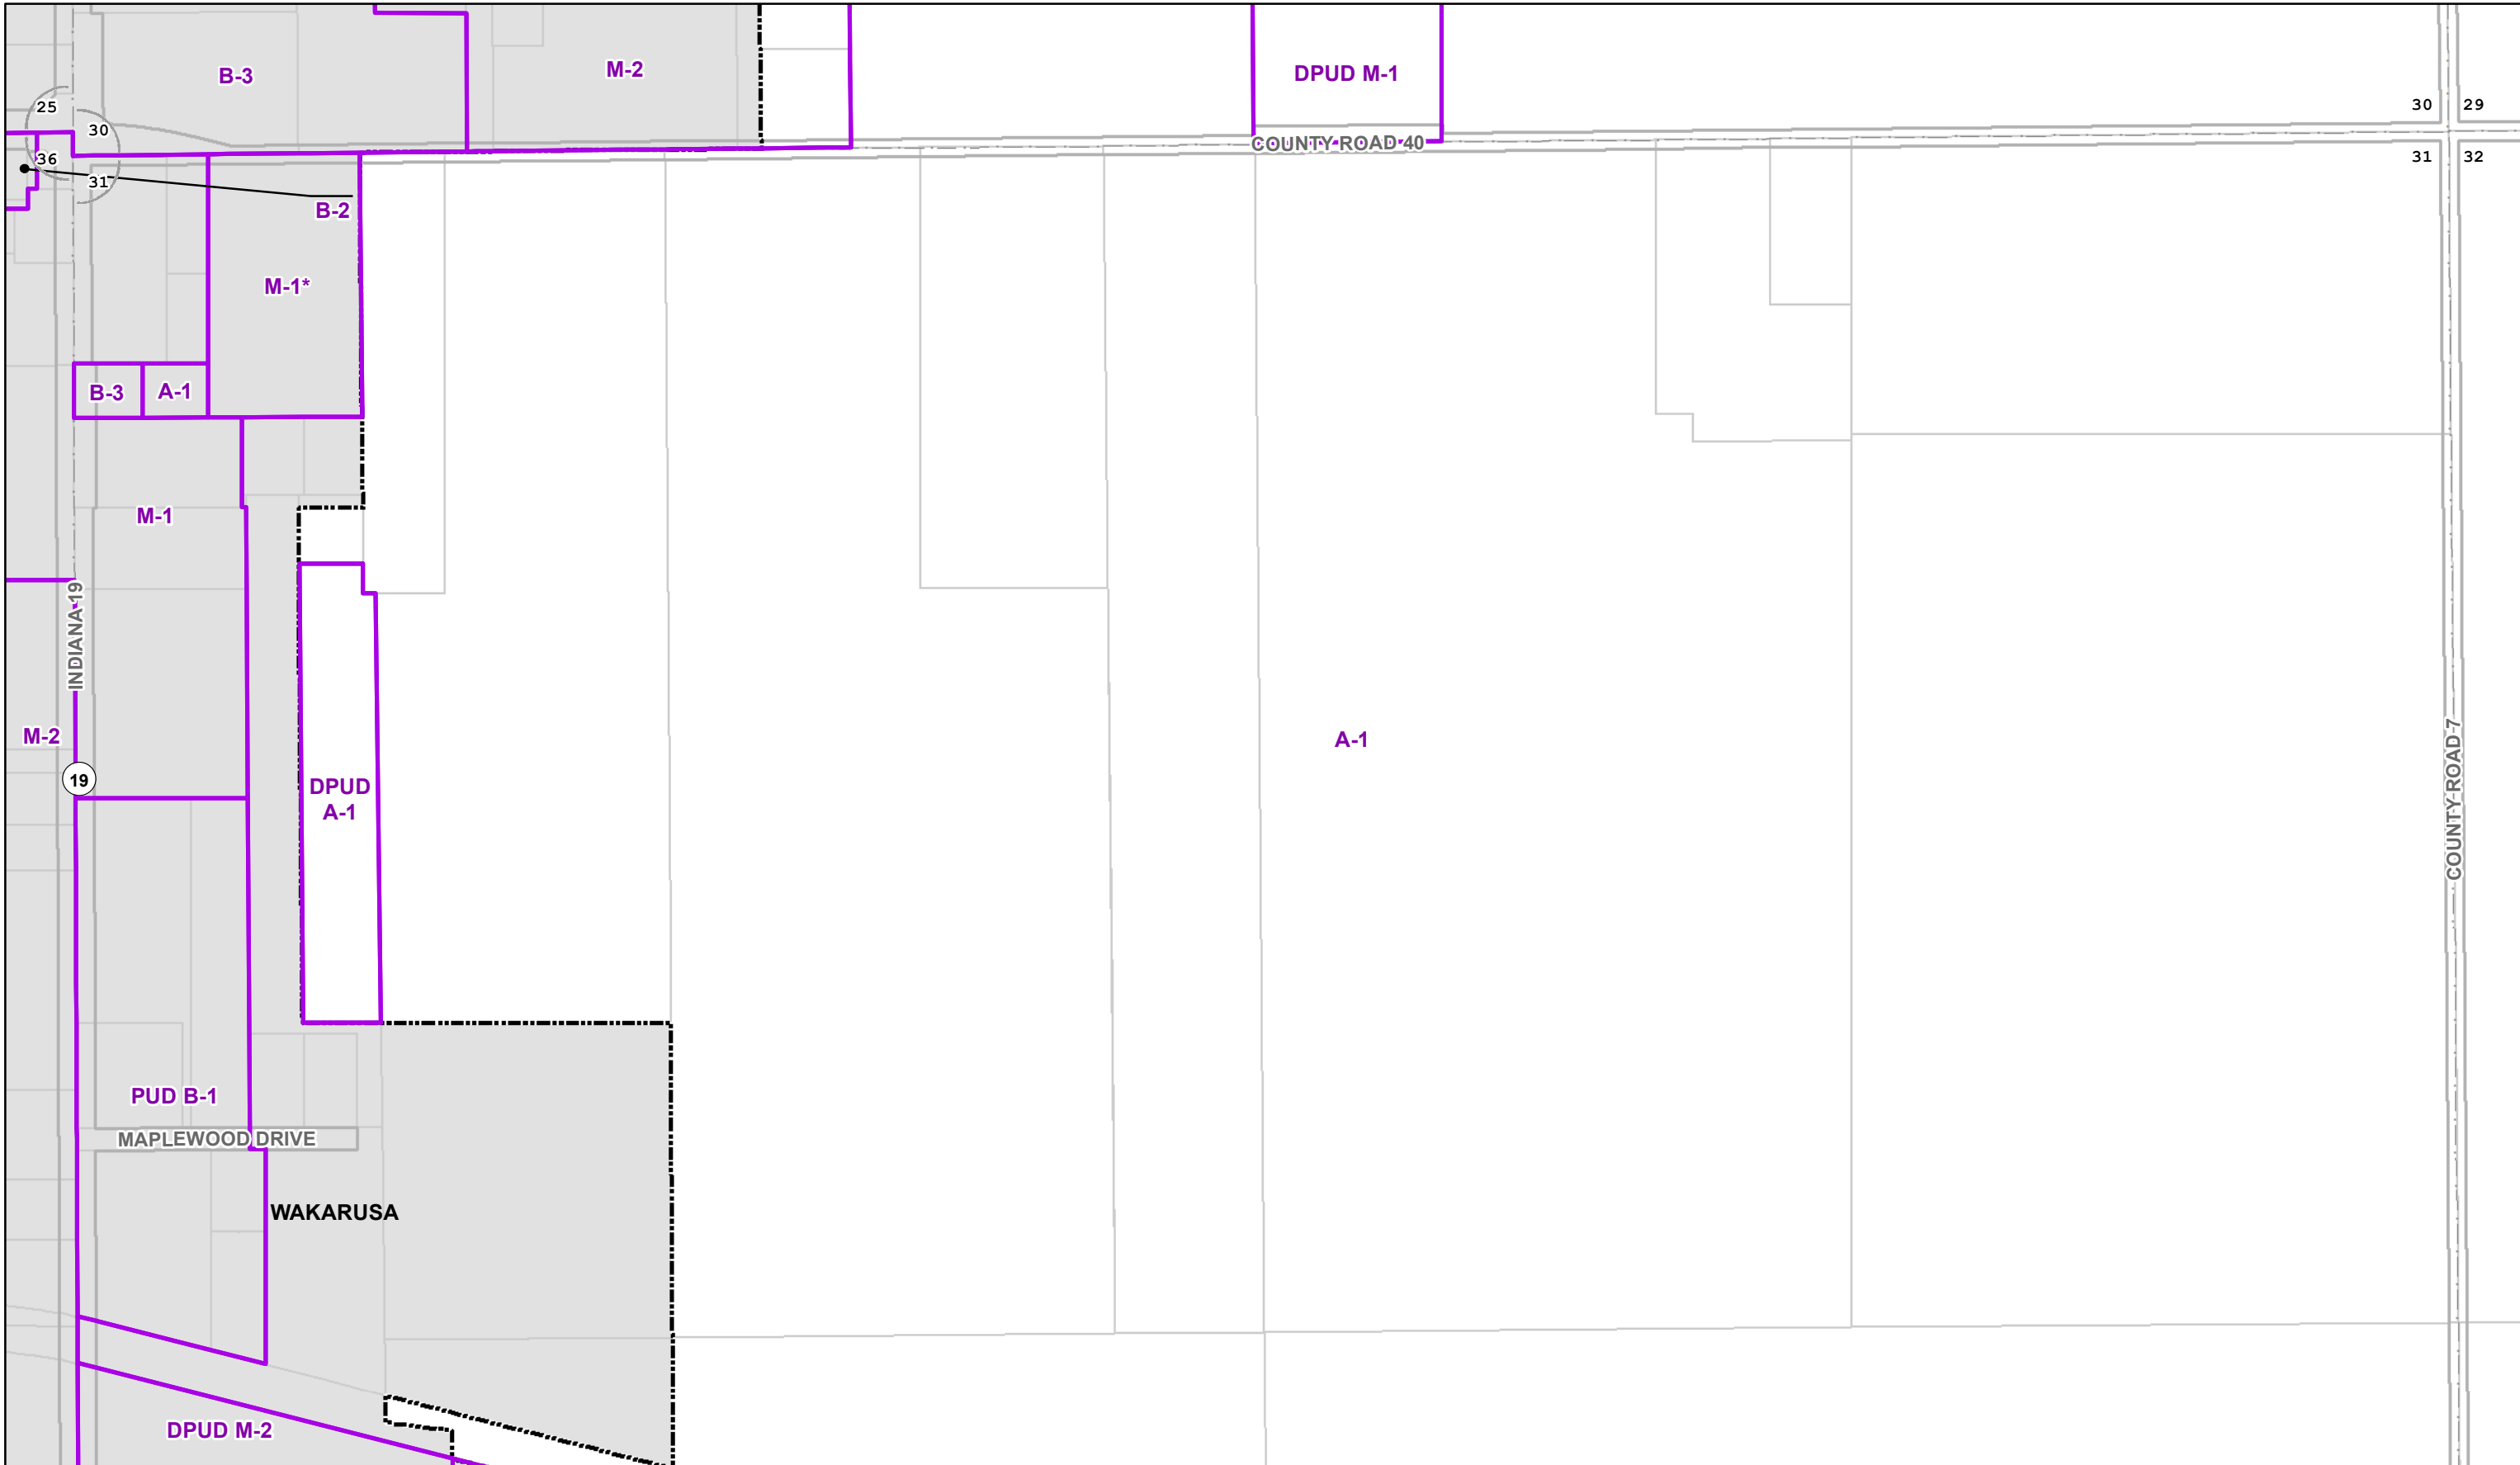 B-3
M-2
DPUD M-1
25
30
30
29
COUNTY ROAD 40
36
31
31
32
B-2
M-1*
B-3
A-1
M-1
INDIANA 19
M-2
A-1
19
DPUD
A-1
COUNTY ROAD 7
PUD B-1
MAPLEWOOD DRIVE
WAKARUSA
DPUD M-2